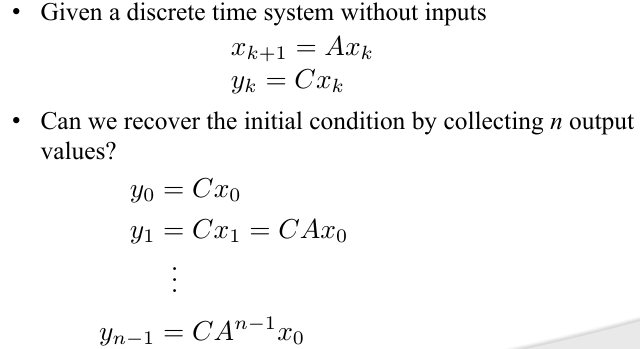 • Given a discrete time system without inputs
x_{k+1} = Ax_k
y_k = Cx_k
• Can we recover the initial condition by collecting n output
values?
y_0 = Cx_0
y_1 = Cx_1 = CAx_0
⋮
y_{n−1} = CA^{n−1}x_0